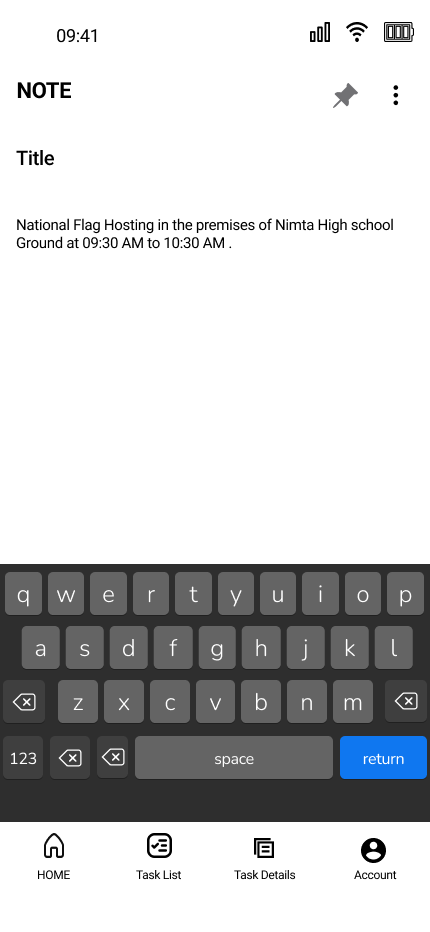 09:41
NOTE
Title
National Flag Hosting in the premises of Nimta High school
Ground at 09:30 AM to 10:30 AM .
q w e r t y u i o p
a s d f g h j k l
z x c v b n m
123 space return
HOME Task List Task Details Account